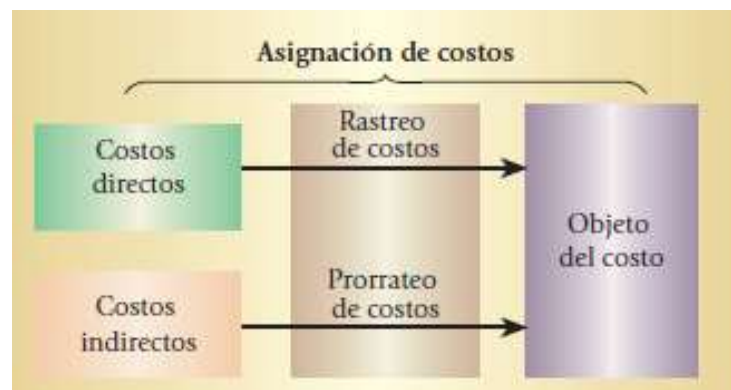 Asignación de costos
Costos
directos
Rastreo
de costos
Objeto
del costo
Costos
indirectos
Prorrateo
de costos